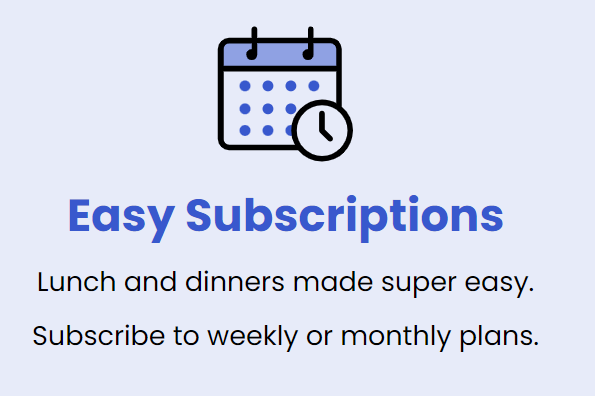 Easy Subscriptions
Lunch and dinners made super easy.
Subscribe to weekly or monthly plans.